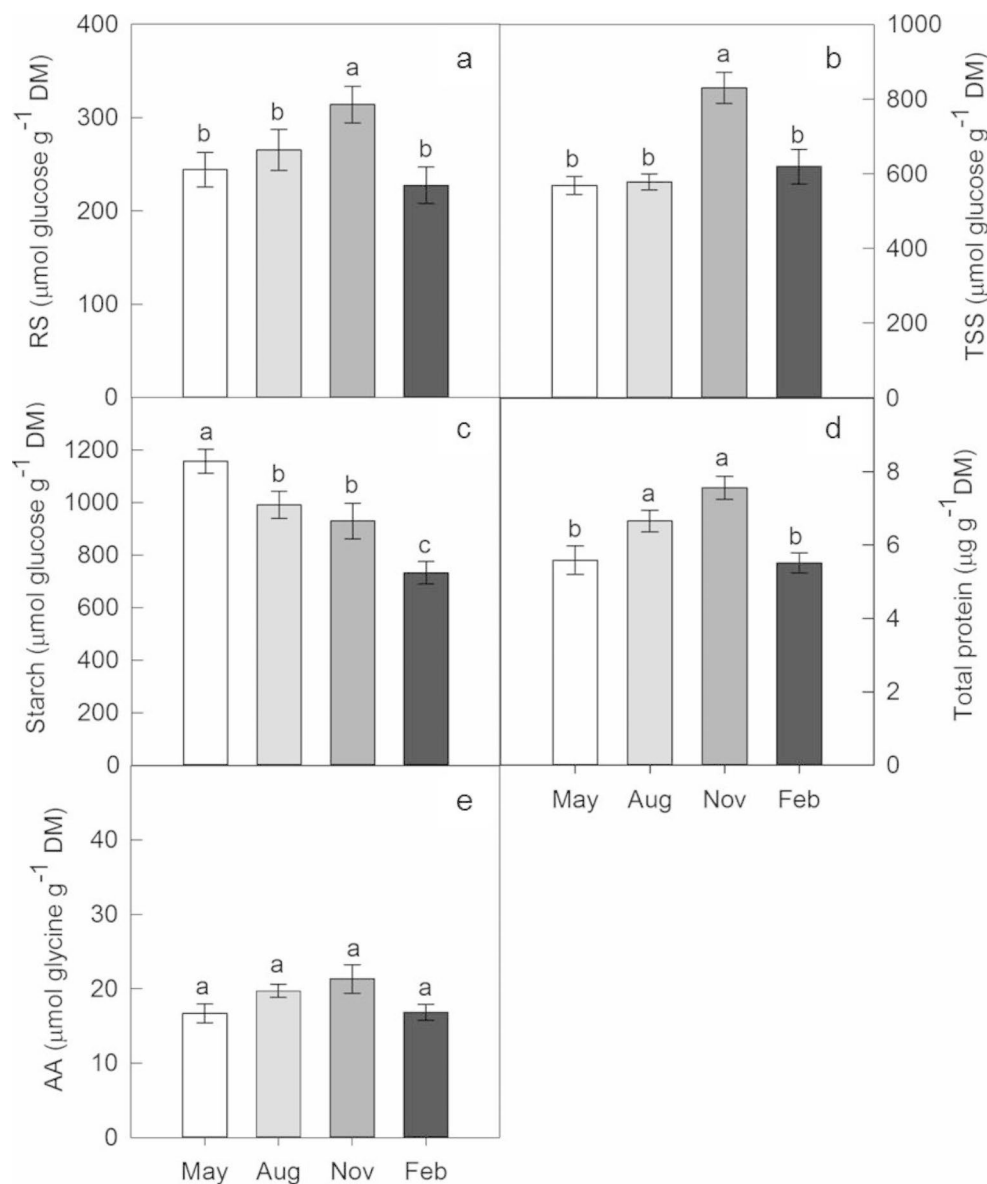 400
300
200
100
0
RS (μmol glucose g⁻¹ DM)
a
b
b
a
b
1000
800
600
400
200
0
TSS (μmol glucose g⁻¹ DM)
b
b
b
a
b
1200
1000
800
600
400
200
0
Starch (μmol glucose g⁻¹ DM)
c
a
b
b
c
8
6
4
2
0
Total protein (μg g⁻¹DM)
d
b
a
a
b
May Aug Nov Feb
40
30
20
10
0
AA (μmol glycine g⁻¹ DM)
e
a
a
a
a
May Aug Nov Feb